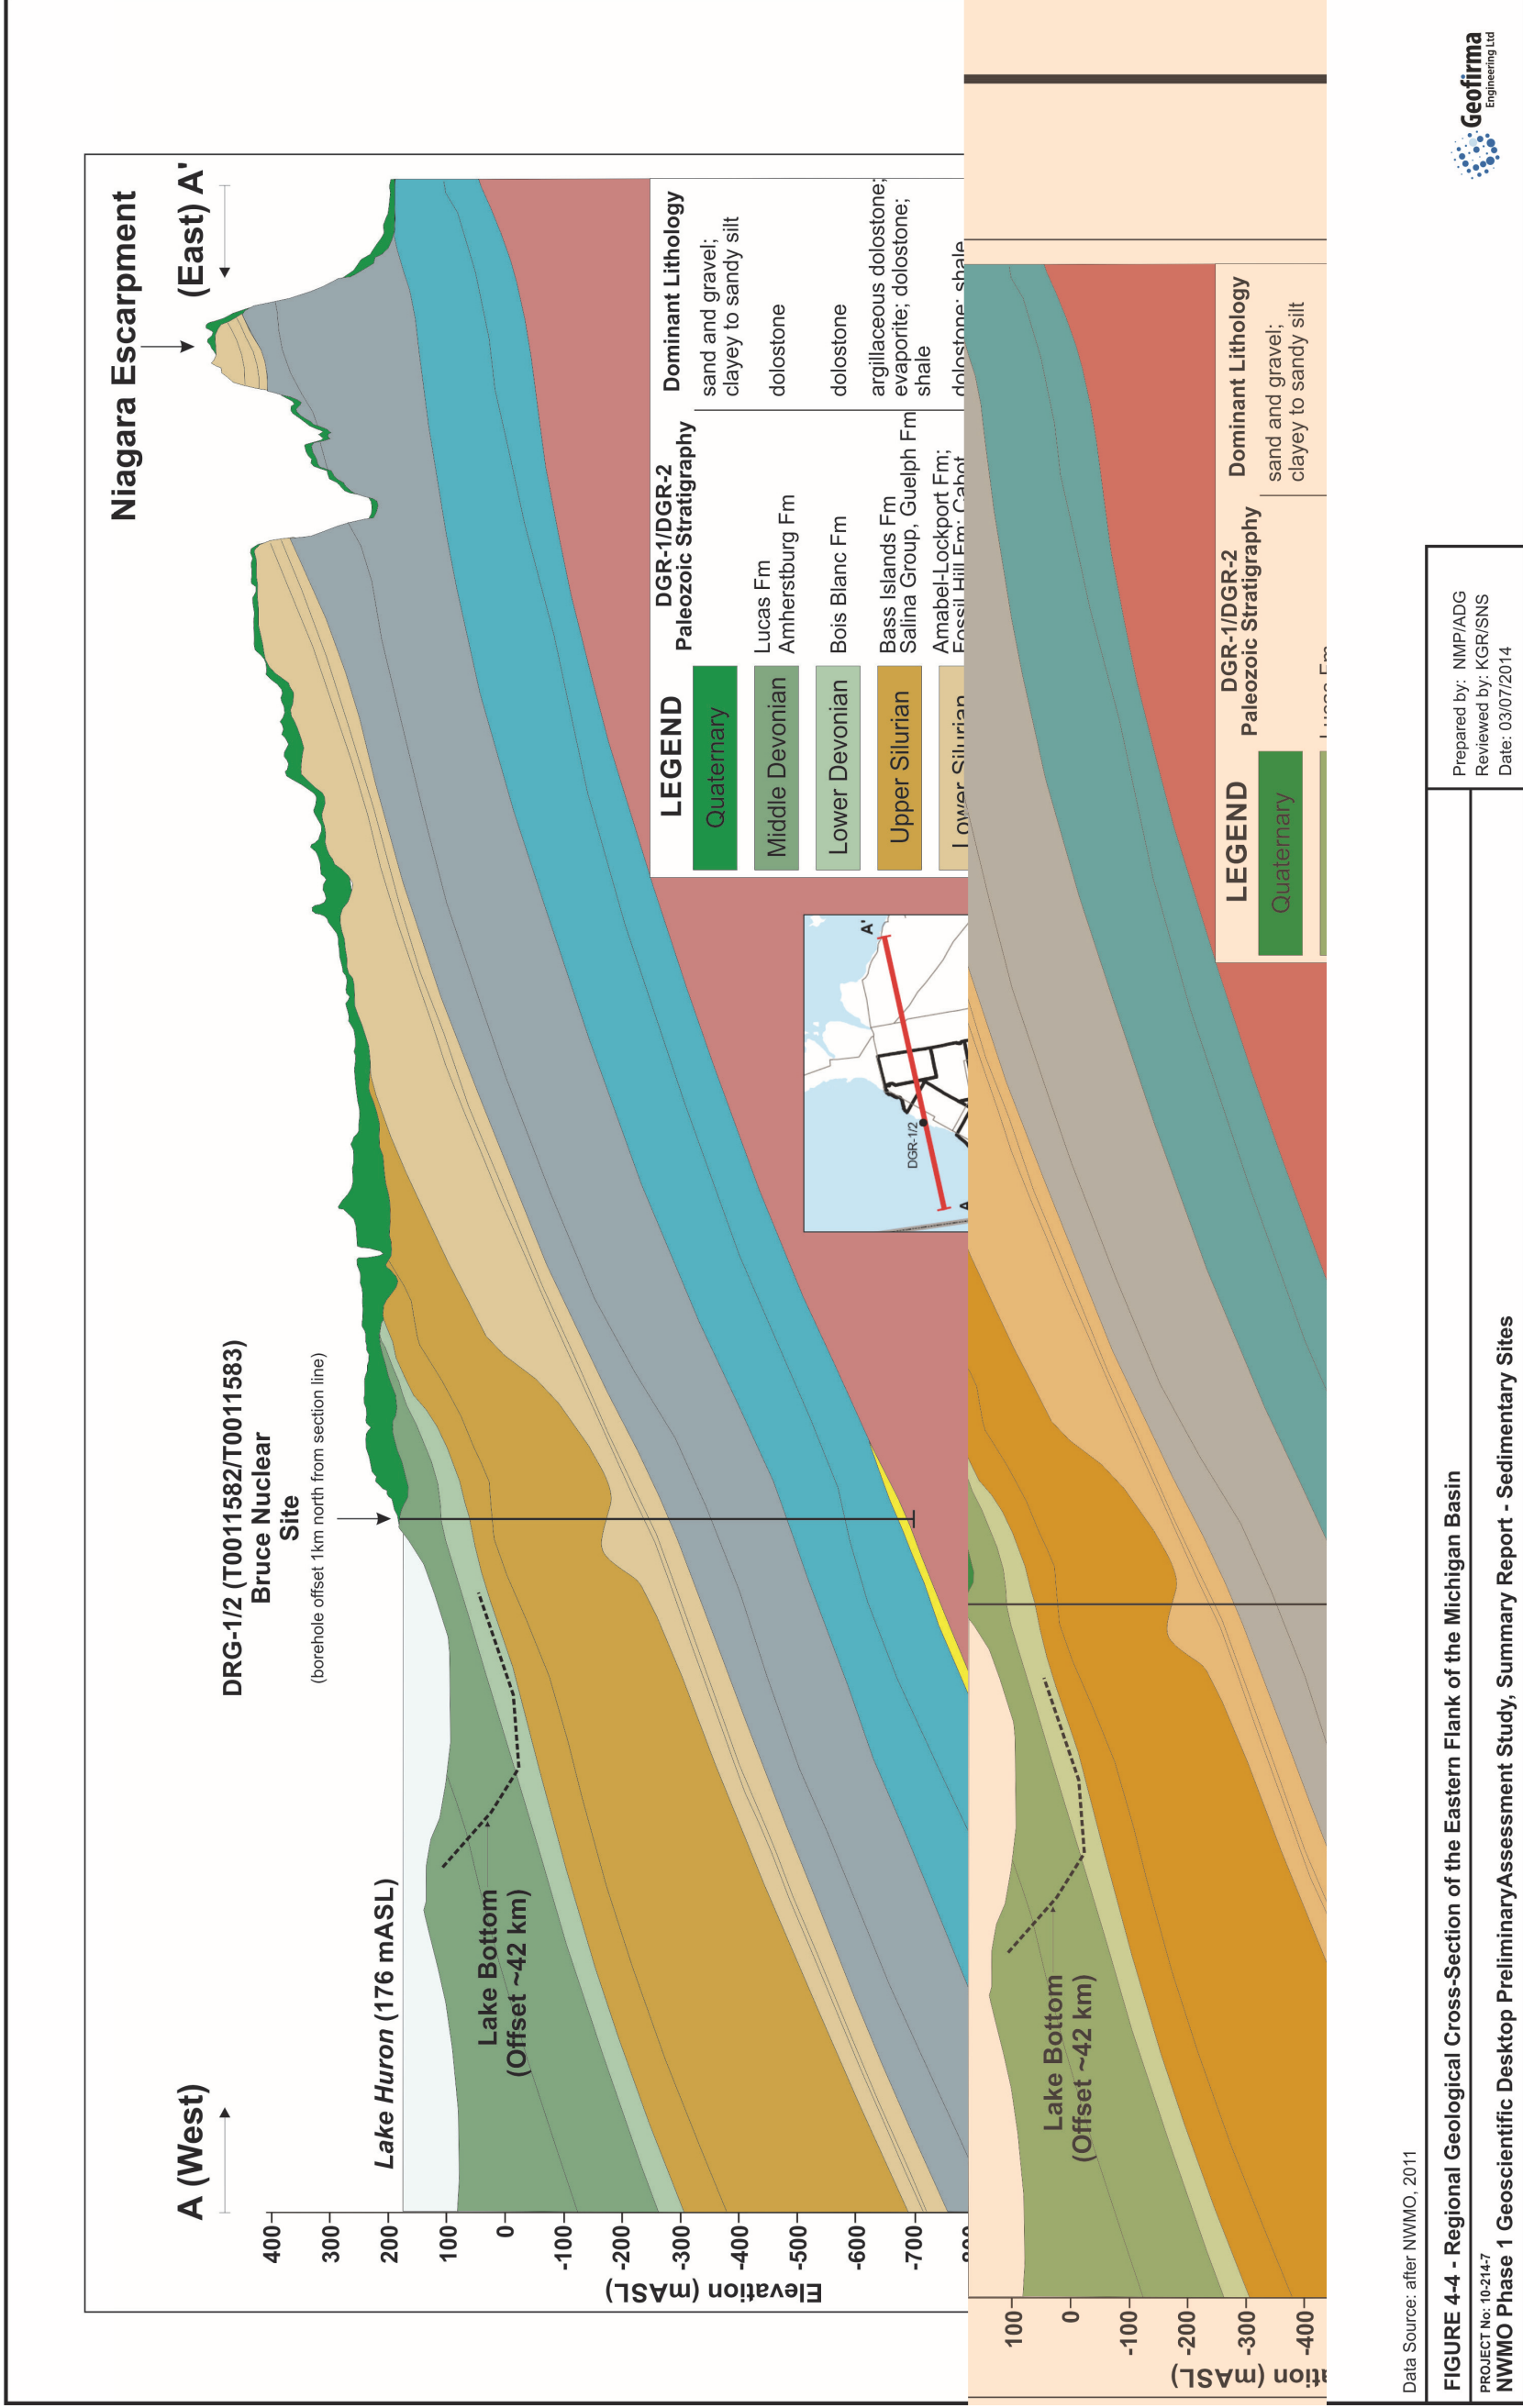 Niagara Escarpment
A (West)
(East) A'
DRG-1/2 (T0011582/T0011583)
Bruce Nuclear
Site
(borehole offset 1km north from section line)
Lake Huron (176 mASL)
Lake Bottom
(Offset ~42 km)
Elevation (mASL)
400
300
200
100
0
-100
-200
-300
-400
-500
-600
-700
LEGEND
DGR-1/DGR-2
Paleozoic Stratigraphy
Dominant Lithology
Quaternary
sand and gravel;
clayey to sandy silt
Middle Devonian
Lucas Fm
Amherstburg Fm
dolostone
Lower Devonian
Bois Blanc Fm
dolostone
Upper Silurian
Bass Islands Fm
Salina Group, Guelph Fm
argillaceous dolostone;
evaporite; dolostone;
shale
Lower Silurian
Amabel-Lockport Fm;
Fossil Hill Fm; Cabot
dolostone; shale
A'
DGR-1/2
A
Lake Bottom
(Offset ~42 km)
100
0
-100
-200
-300
-400
(mASL)
LEGEND
DGR-1/DGR-2
Paleozoic Stratigraphy
Dominant Lithology
Quaternary
sand and gravel;
clayey to sandy silt
Data Source: after NWMO, 2011
FIGURE 4-4 - Regional Geological Cross-Section of the Eastern Flank of the Michigan Basin
PROJECT No: 10-214-7
NWMO Phase 1 Geoscientific Desktop PreliminaryAssessment Study, Summary Report - Sedimentary Sites
Prepared by: NMP/ADG
Reviewed by: KGR/SNS
Date: 03/07/2014
Geofirma
Engineering Ltd